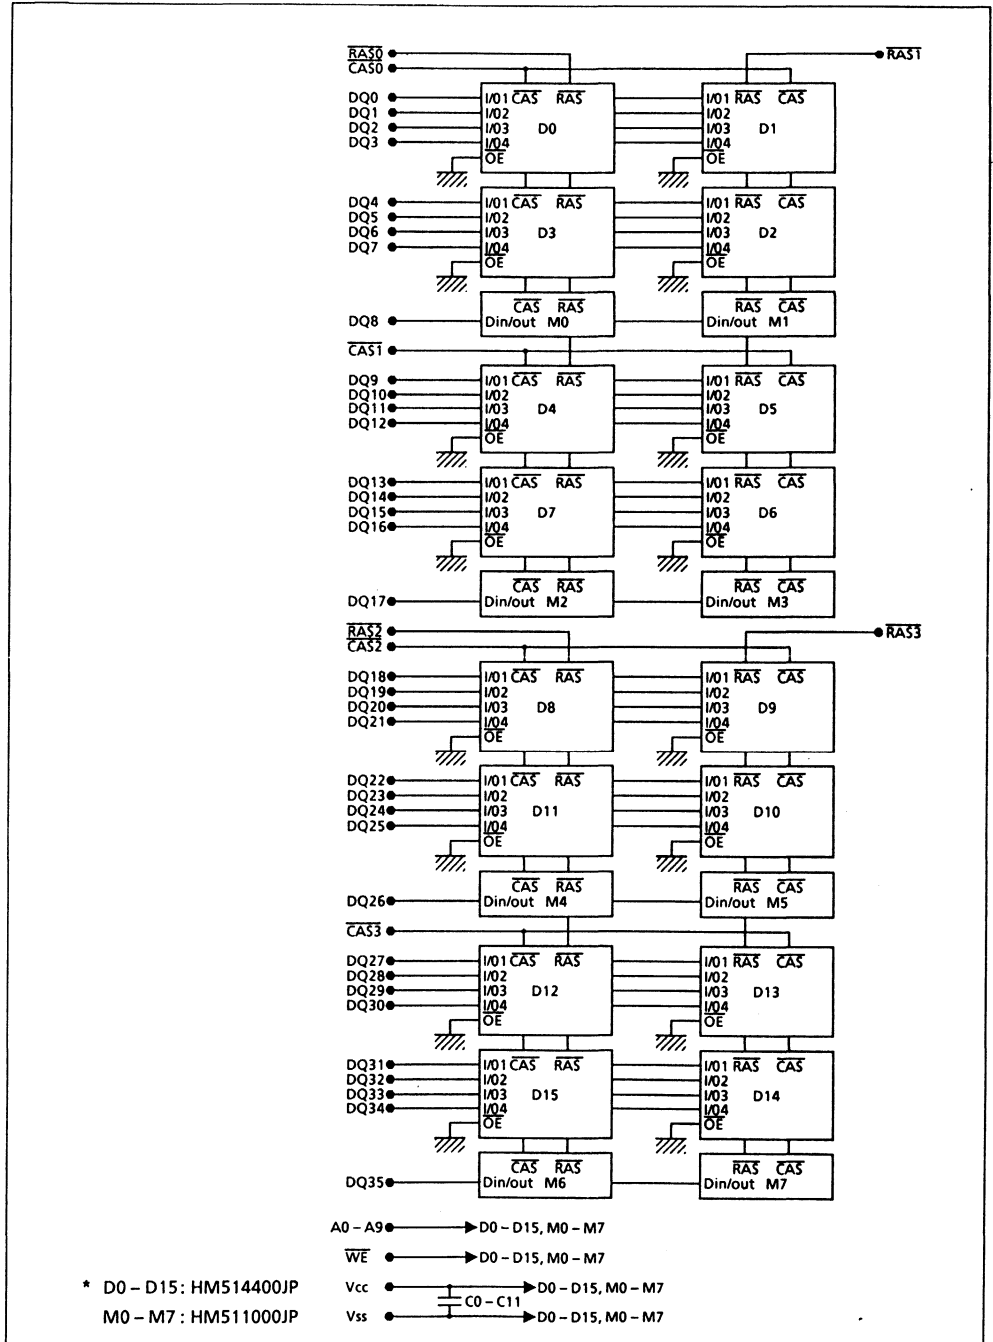 RAS0 RAS1
CAS0
DQ0 I/01 CAS RAS I/01 RAS CAS
DQ1 I/02 I/02
DQ2 I/03 D0 I/03 D1
DQ3 I/04 I/04
OE OE
DQ4 I/01 CAS RAS I/01 RAS CAS
DQ5 I/02 I/02
DQ6 I/03 D3 I/03 D2
DQ7 I/04 I/04
OE OE
CAS RAS RAS CAS
DQ8 Din/out M0 Din/out M1
CAS1
DQ9 I/01 CAS RAS I/01 RAS CAS
DQ10 I/02 I/02
DQ11 I/03 D4 I/03 D5
DQ12 I/04 I/04
OE OE
DQ13 I/01 CAS RAS I/01 RAS CAS
DQ14 I/02 I/02
DQ15 I/03 D7 I/03 D6
DQ16 I/04 I/04
OE OE
CAS RAS RAS CAS
DQ17 Din/out M2 Din/out M3
RAS2 RAS3
CAS2
DQ18 I/01 CAS RAS I/01 RAS CAS
DQ19 I/02 I/02
DQ20 I/03 D8 I/03 D9
DQ21 I/04 I/04
OE OE
DQ22 I/01 CAS RAS I/01 RAS CAS
DQ23 I/02 I/02
DQ24 I/03 D11 I/03 D10
DQ25 I/04 I/04
OE OE
CAS RAS RAS CAS
DQ26 Din/out M4 Din/out M5
CAS3
DQ27 I/01 CAS RAS I/01 RAS CAS
DQ28 I/02 I/02
DQ29 I/03 D12 I/03 D13
DQ30 I/04 I/04
OE OE
DQ31 I/01 CAS RAS I/01 RAS CAS
DQ32 I/02 I/02
DQ33 I/03 D15 I/03 D14
DQ34 I/04 I/04
OE OE
CAS RAS RAS CAS
DQ35 Din/out M6 Din/out M7
A0 – A9 D0 – D15, M0 – M7
WE D0 – D15, M0 – M7
* D0 – D15 : HM514400JP Vcc D0 – D15, M0 – M7
C0 – C11
M0 – M7 : HM511000JP Vss D0 – D15, M0 – M7